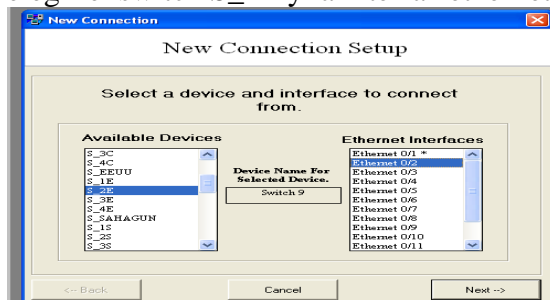 New Connection
New Connection Setup
Select a device and interface to connect
from.
Available Devices
S_3C
S_4C
S_EEUU
S_1E
S_2E
S_3E
S_4E
S_SAHAGUN
S_1S
S_2S
S_3S
Device Name For
Selected Device.
Switch 9
Ethernet Interfaces
Ethernet 0/1 *
Ethernet 0/2
Ethernet 0/3
Ethernet 0/4
Ethernet 0/5
Ethernet 0/6
Ethernet 0/7
Ethernet 0/8
Ethernet 0/9
Ethernet 0/10
Ethernet 0/11
<-- Back
Cancel
Next -->